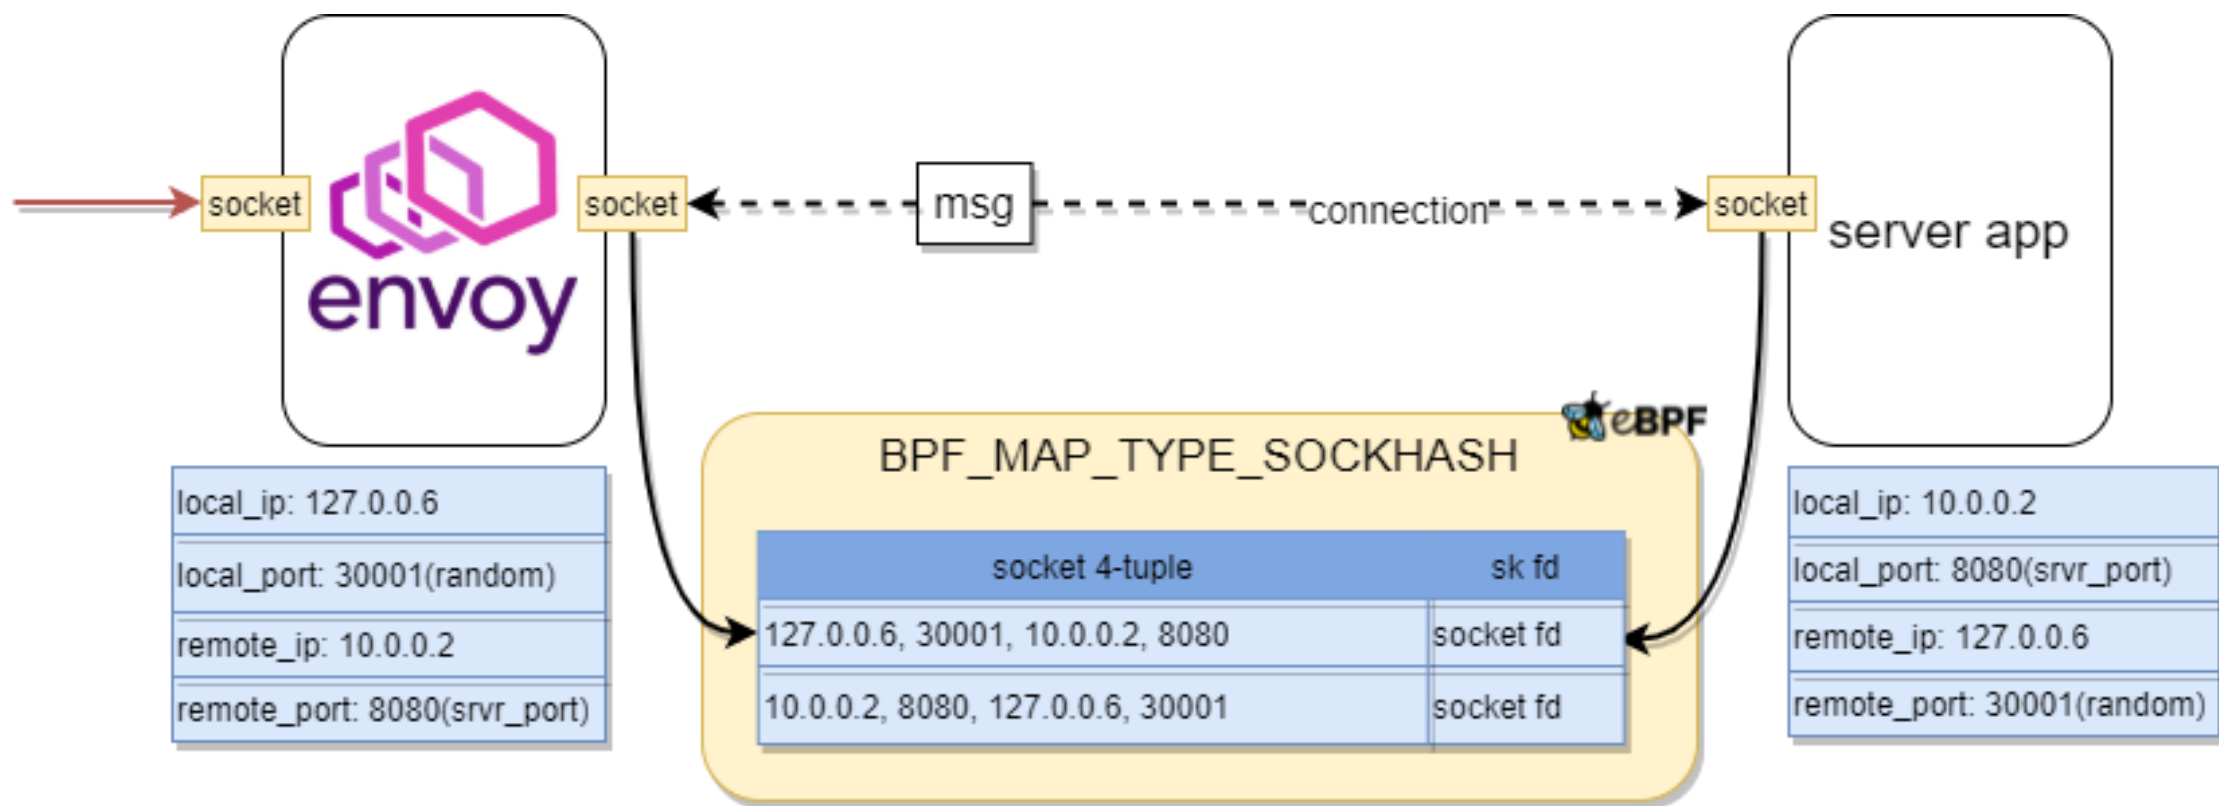 socket
envoy
socket
msg
connection
socket
server app
eBPF
BPF_MAP_TYPE_SOCKHASH
local_ip: 127.0.0.6
local_port: 30001(random)
remote_ip: 10.0.0.2
remote_port: 8080(srvr_port)
socket 4-tuple sk fd
127.0.0.6, 30001, 10.0.0.2, 8080 socket fd
10.0.0.2, 8080, 127.0.0.6, 30001 socket fd
local_ip: 10.0.0.2
local_port: 8080(srvr_port)
remote_ip: 127.0.0.6
remote_port: 30001(random)